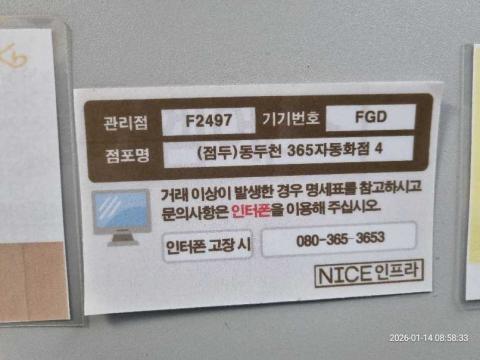 관리점 F2497 기기번호 FGD
점포명 (점두)동두천 365자동화점 4
거래 이상이 발생한 경우 명세표를 참고하시고
문의사항은 인터폰을 이용해 주십시오.
인터폰 고장 시 080-365-3653
NICE인프라
2026-01-14 08:58:33